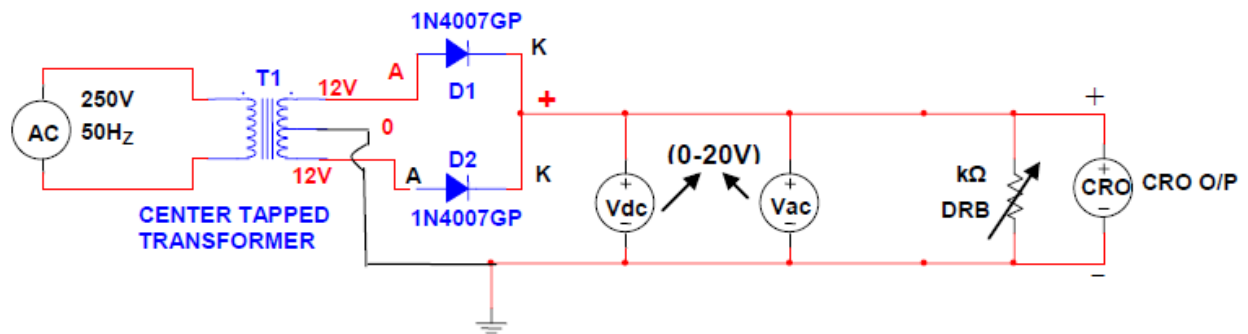 1N4007GP
K
A
D1
T1
12V
+
0
250V
50HZ
AC
12V
D2
A
K
1N4007GP
(0-20V)
+
Vdc
−
+
Vac
−
kΩ
DRB
+
+
CRO
−
CRO O/P
−
CENTER TAPPED
TRANSFORMER